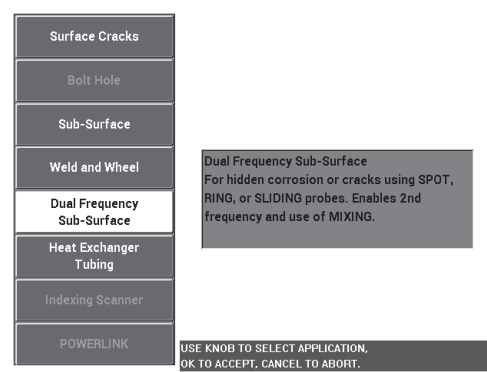 Surface Cracks
Bolt Hole
Sub-Surface
Weld and Wheel
Dual Frequency
Sub-Surface
Heat Exchanger
Tubing
Indexing Scanner
POWERLINK
Dual Frequency Sub-Surface
For hidden corrosion or cracks using SPOT,
RING, or SLIDING probes. Enables 2nd
frequency and use of MIXING.
USE KNOB TO SELECT APPLICATION,
OK TO ACCEPT, CANCEL TO ABORT.